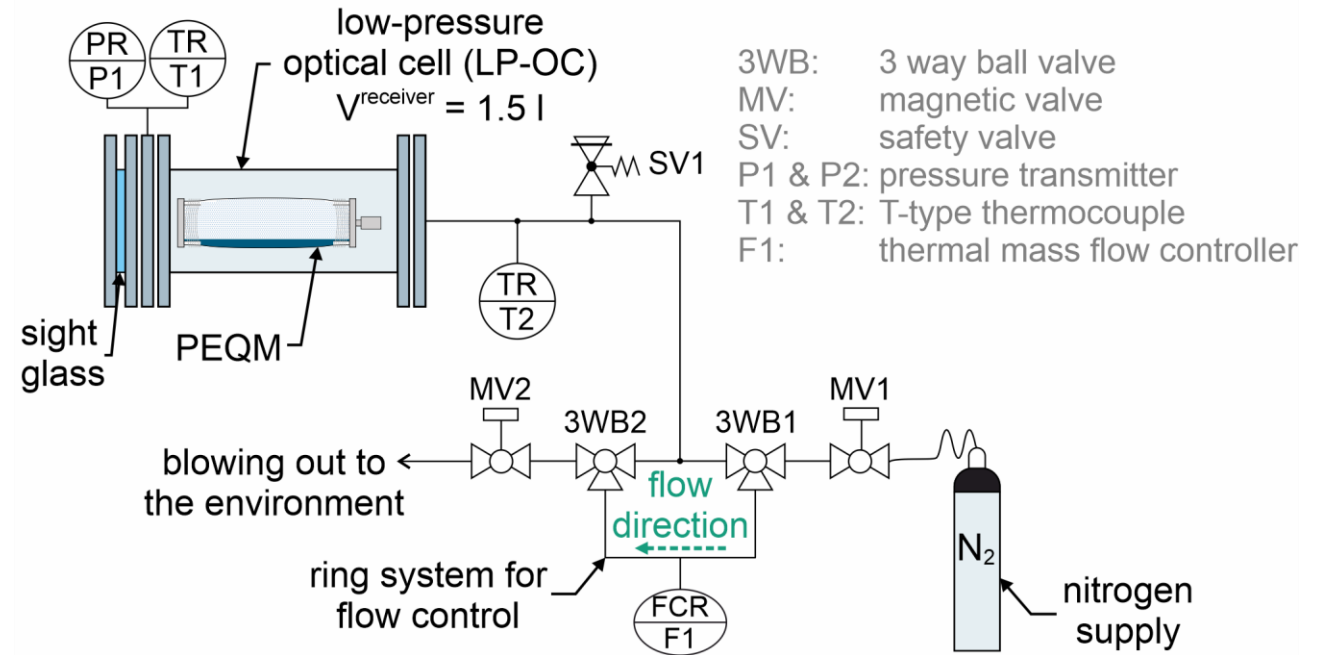 PR
P1
TR
T1
low-pressure
optical cell (LP-OC)
V^receiver = 1.5 l
3WB: 3 way ball valve
MV: magnetic valve
SV: safety valve
P1 & P2: pressure transmitter
T1 & T2: T-type thermocouple
F1: thermal mass flow controller
SV1
TR
T2
sight
glass
PEQM
MV2
3WB2
3WB1
MV1
blowing out to
the environment
flow
direction
ring system for
flow control
FCR
F1
N₂
nitrogen
supply